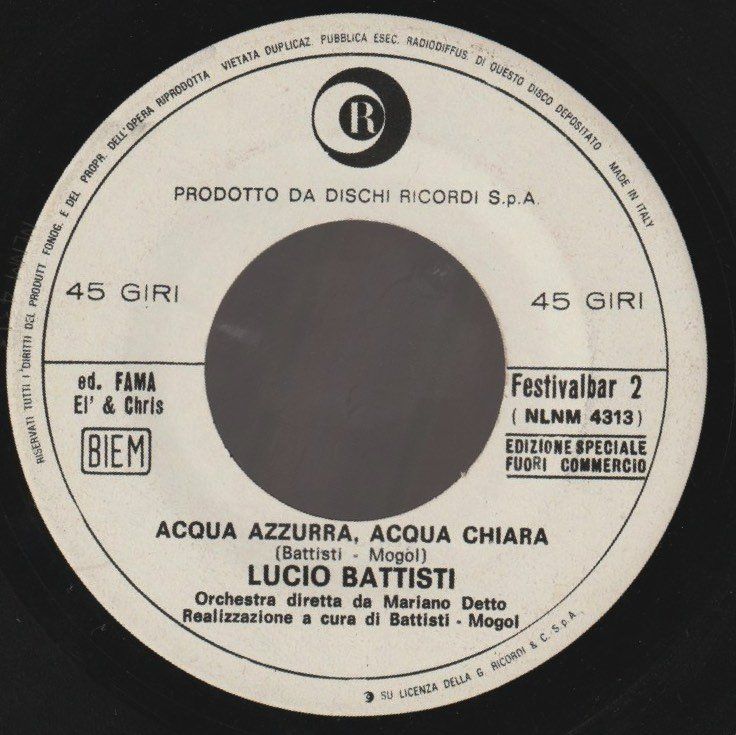 RISERVATI TUTTI I DIRITTI DEL PRODUTT FONOG. E DEL PROPR. DELL'OPERA RIPRODOTTA VIETATA DUPLICAZ. PUBBLICA ESEC. RADIODIFFUS. DI QUESTO DISCO DEPOSITATO MADE IN ITALY
R
PRODOTTO DA DISCHI RICORDI S.p.A.
45 GIRI
45 GIRI
ed. FAMA
El' & Chris
BIEM
Festivalbar 2
(NLNM 4313)
EDIZIONE SPECIALE
FUORI COMMERCIO
ACQUA AZZURRA, ACQUA CHIARA
(Battisti - Mogol)
LUCIO BATTISTI
Orchestra diretta da Mariano Detto
Realizzazione a cura di Battisti - Mogol
SU LICENZA DELLA G. RICORDI & C. S.p.A.